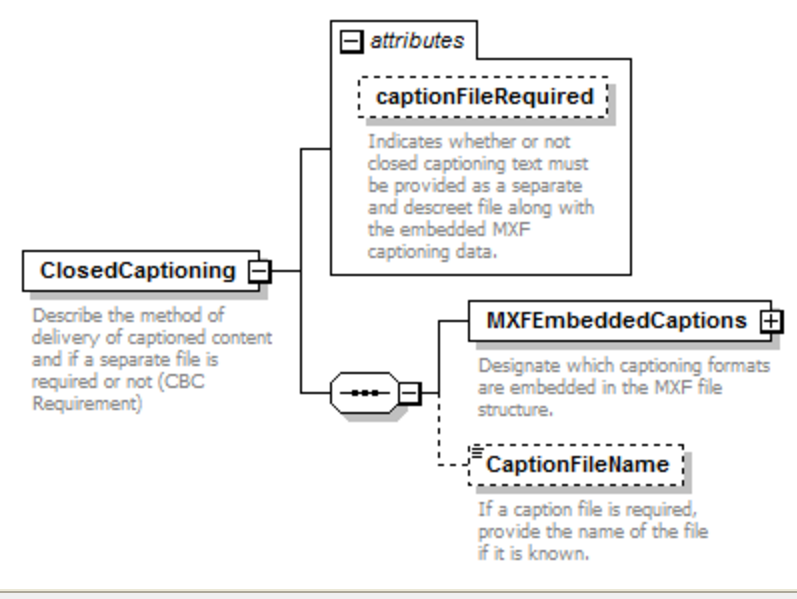 attributes
captionFileRequired
Indicates whether or not
closed captioning text must
be provided as a separate
and descreet file along with
the embedded MXF
captioning data.
ClosedCaptioning
Describe the method of
delivery of captioned content
and if a separate file is
required or not (CBC
Requirement)
MXFEmbeddedCaptions
Designate which captioning formats
are embedded in the MXF file
structure.
CaptionFileName
If a caption file is required,
provide the name of the file
if it is known.